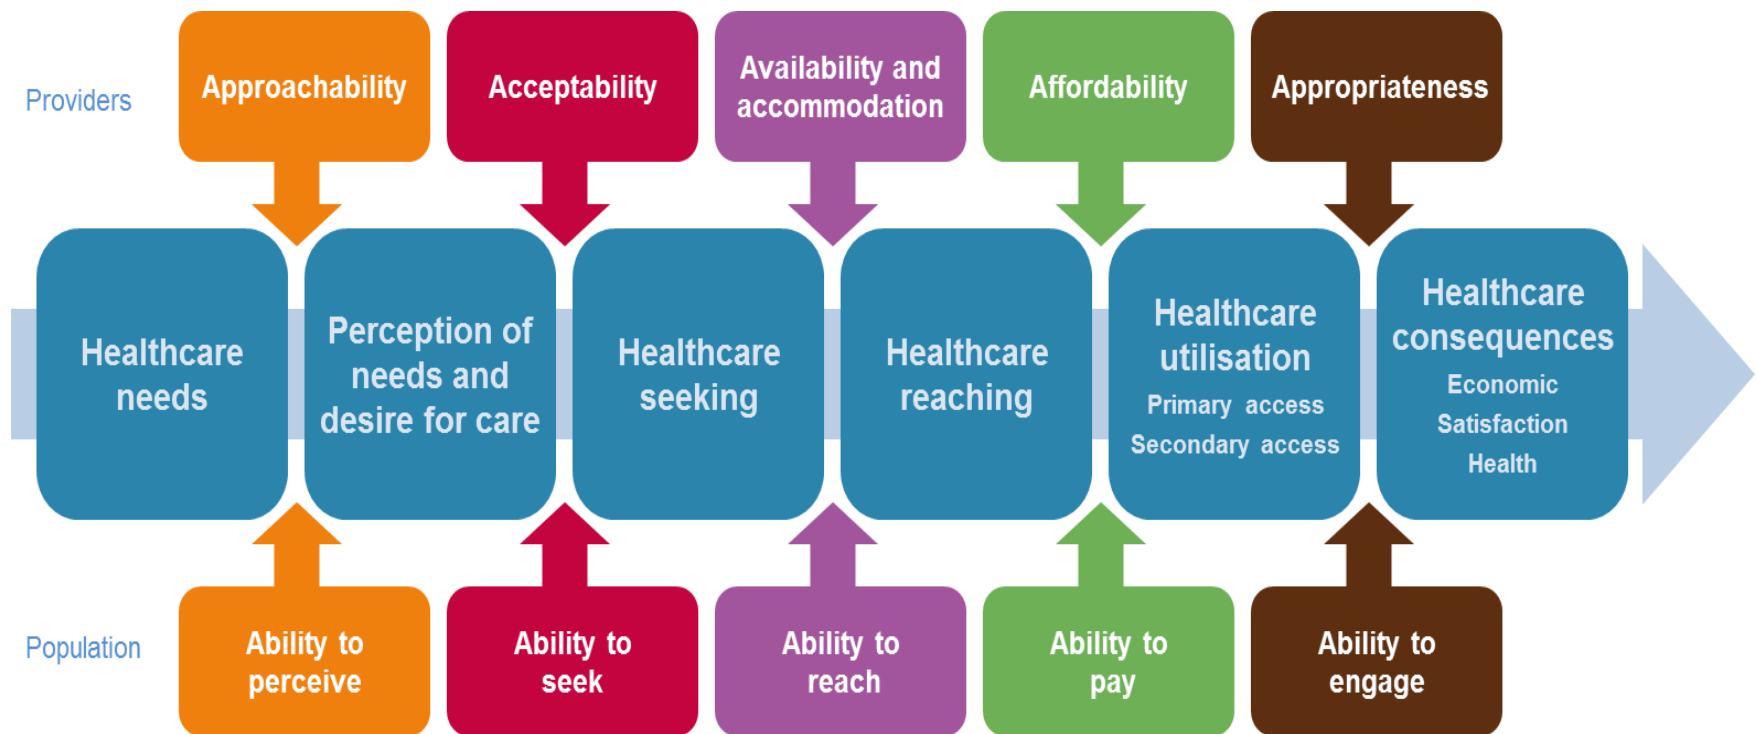 Providers
Approachability
Acceptability
Availability and
accommodation
Affordability
Appropriateness
Healthcare
needs
Perception of
needs and
desire for care
Healthcare
seeking
Healthcare
reaching
Healthcare
utilisation
Primary access
Secondary access
Healthcare
consequences
Economic
Satisfaction
Health
Population
Ability to
perceive
Ability to
seek
Ability to
reach
Ability to
pay
Ability to
engage